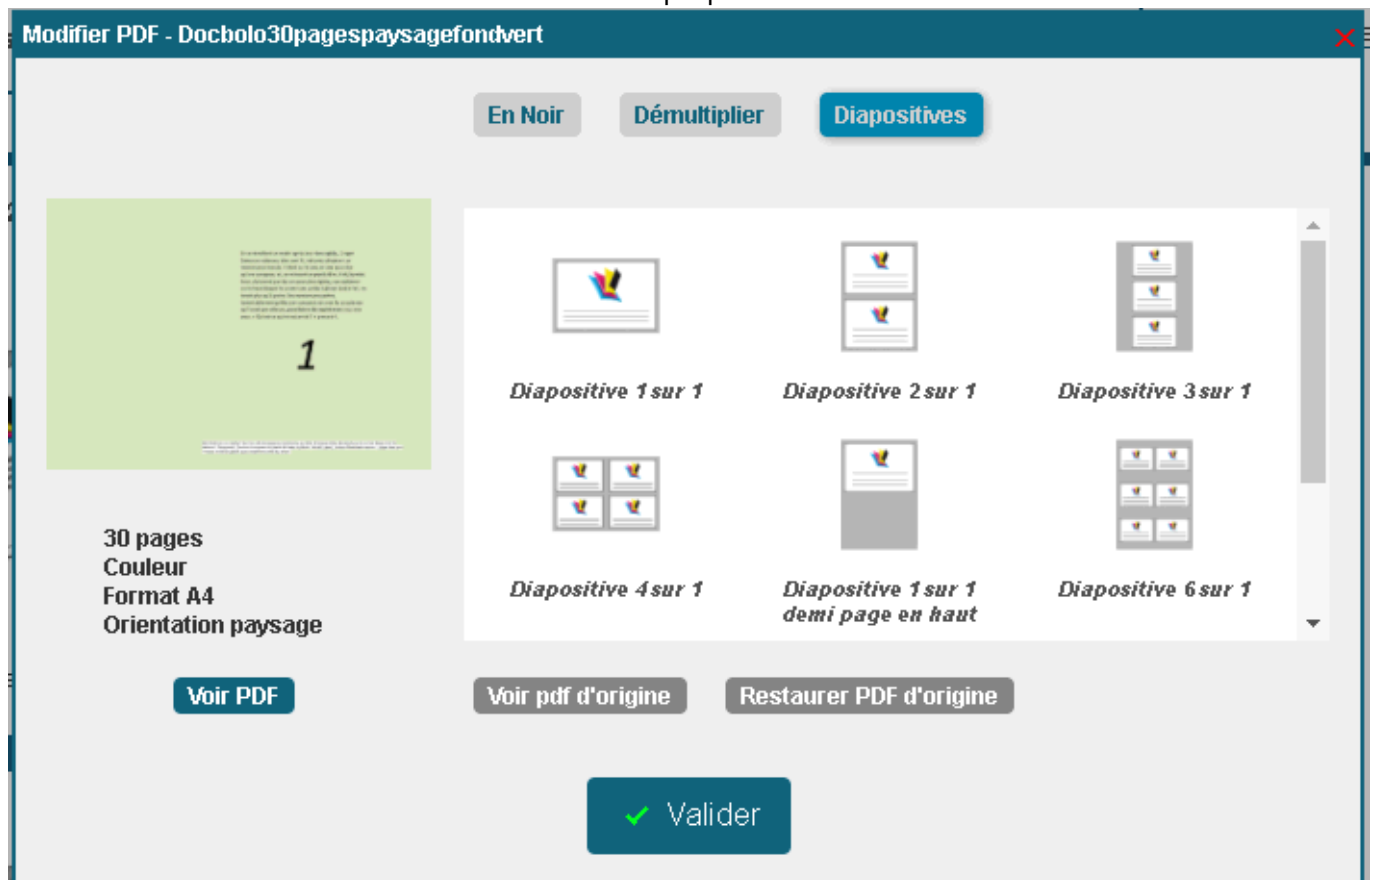 Modifier PDF - Docbolo30pagespaysagefondvert
En Noir Démultiplier Diapositives
1
Diapositive 1 sur 1 Diapositive 2 sur 1 Diapositive 3 sur 1
Diapositive 4 sur 1 Diapositive 1 sur 1 Diapositive 6 sur 1
demi page en haut
30 pages
Couleur
Format A4
Orientation paysage
Voir PDF Voir pdf d'origine Restaurer PDF d'origine
Valider